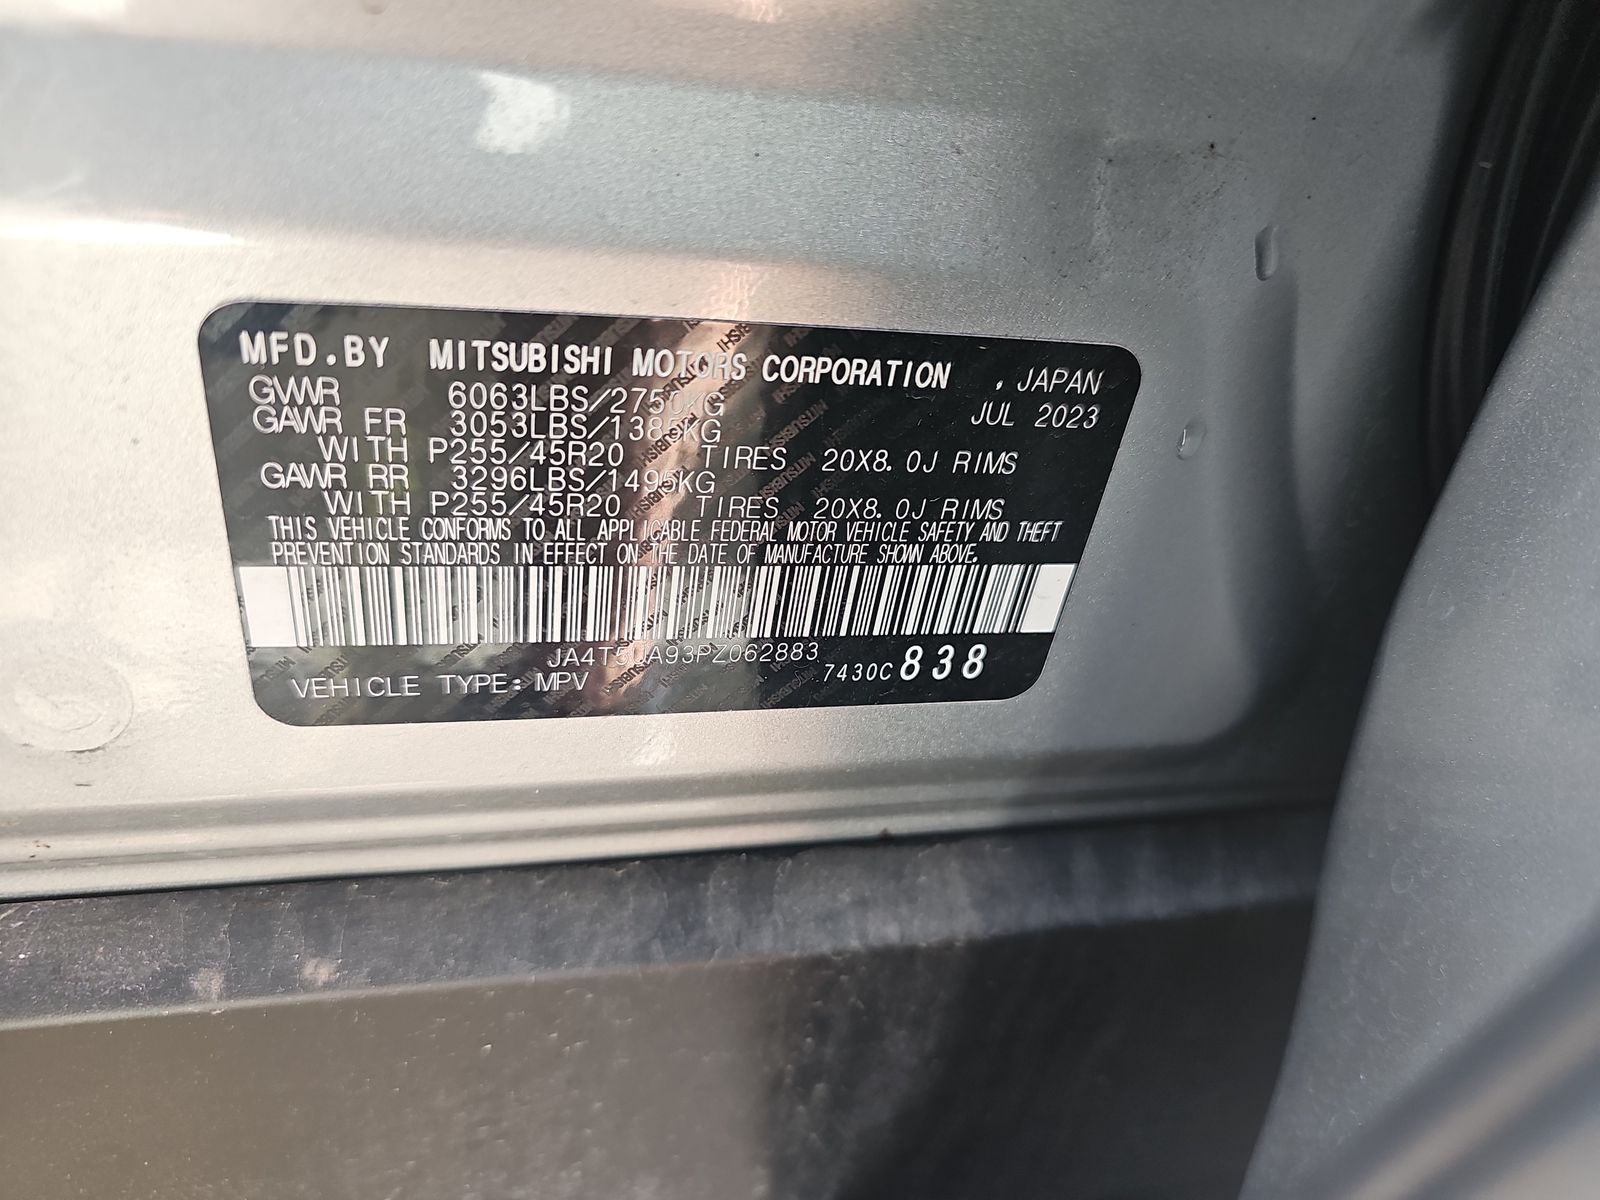 MFD.BY MITSUBISHI MOTORS CORPORATION , JAPAN
GVWR 6063LBS/2750KG JUL 2023
GAWR FR 3053LBS/1385KG
WITH P255/45R20 TIRES 20X8.0J RIMS
GAWR RR 3296LBS/1495KG
WITH P255/45R20 TIRES 20X8.0J RIMS
THIS VEHICLE CONFORMS TO ALL APPLICABLE FEDERAL MOTOR VEHICLE SAFETY AND THEFT
PREVENTION STANDARDS IN EFFECT ON THE DATE OF MANUFACTURE SHOWN ABOVE.
JA4T5UA93PZ062883
VEHICLE TYPE: MPV 7430C 838